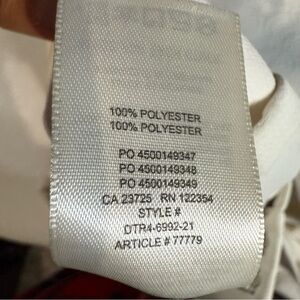 100% POLYESTER
100% POLYESTER
PO 4500149347
PO 4500149348
PO 4500149349
CA 23725 RN 122354
STYLE #
DTR4-6992-21
ARTICLE # 77779